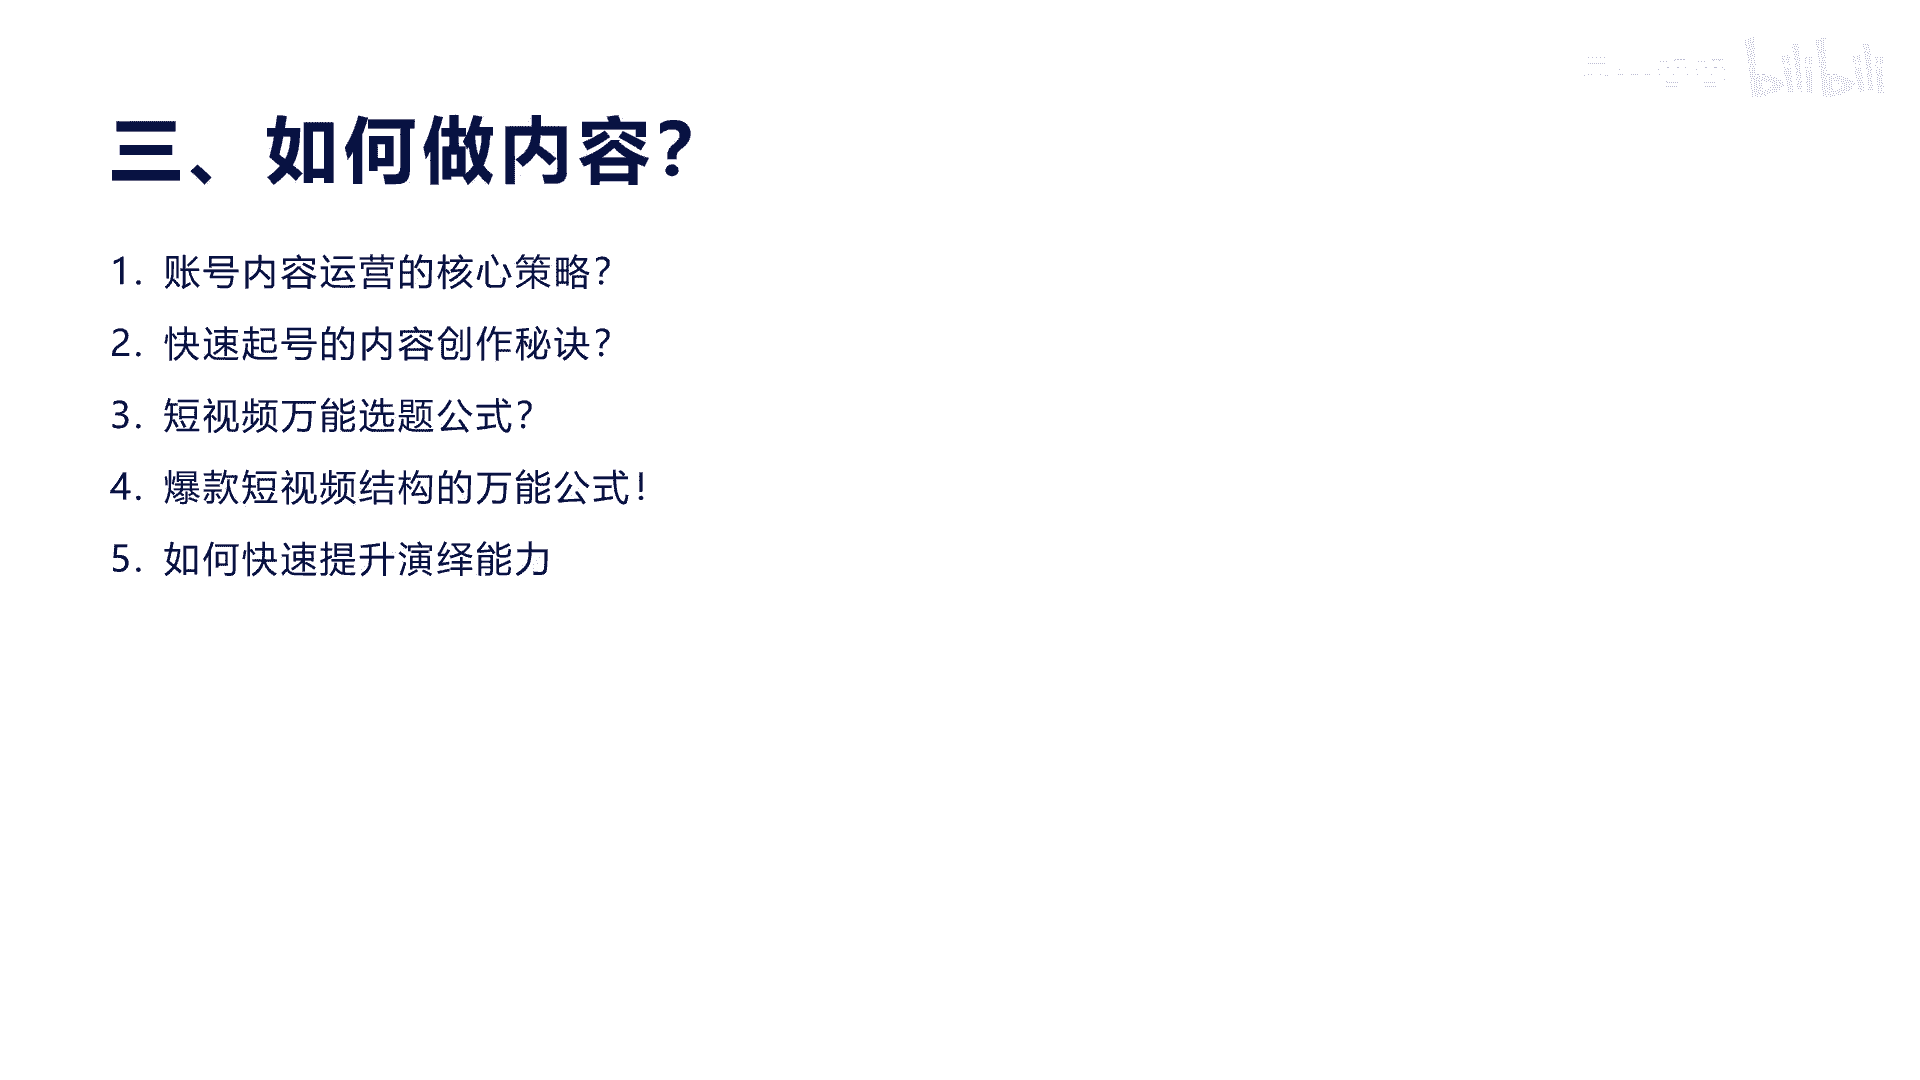 bilibili
三、如何做内容？
1. 账号内容运营的核心策略？
2. 快速起号的内容创作秘诀？
3. 短视频万能选题公式？
4. 爆款短视频结构的万能公式！
5. 如何快速提升演绎能力